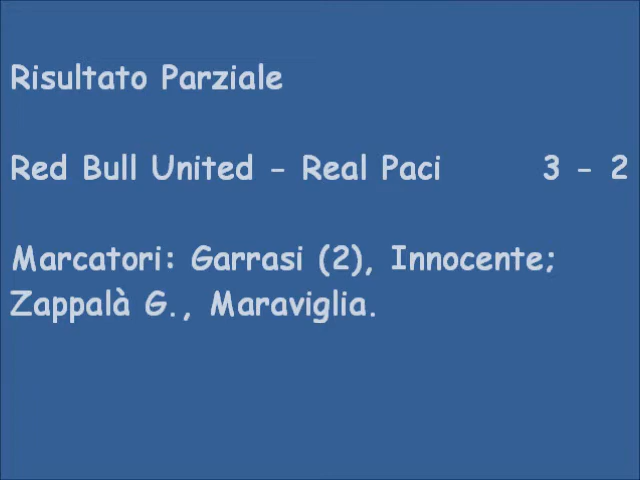 Risultato Parziale
Red Bull United - Real Paci 3 - 2
Marcatori: Garrasi (2), Innocente;
Zappalà G., Maraviglia.